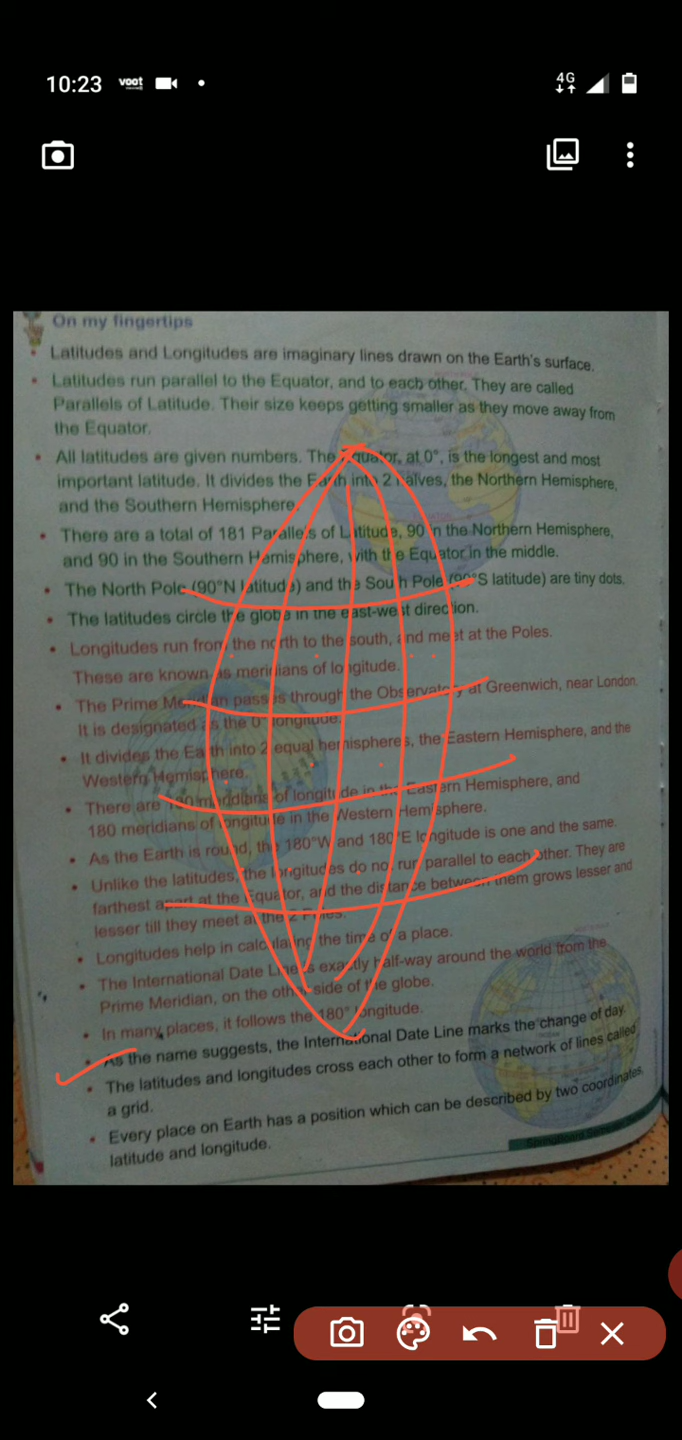 10:23 voot 4G
On my fingertips
• Latitudes and Longitudes are imaginary lines drawn on the Earth's surface.
• Latitudes run parallel to the Equator, and to each other. They are called
Parallels of Latitude. Their size keeps getting smaller as they move away from
the Equator.
• All latitudes are given numbers. The Equator, at 0°, is the longest and most
important latitude. It divides the Earth into 2 halves, the Northern Hemisphere,
and the Southern Hemisphere.
• There are a total of 181 Parallels of Latitude, 90 in the Northern Hemisphere,
and 90 in the Southern Hemisphere, with the Equator in the middle.
• The North Pole (90°N latitude) and the South Pole (90°S latitude) are tiny dots.
• The latitudes circle the globe in the east-west direction.
• Longitudes run from the north to the south, and meet at the Poles.
These are known as meridians of longitude.
• The Prime Meridian passes through the Observatory at Greenwich, near London.
It is designated as the 0° longitude.
• It divides the Earth into 2 equal hemispheres, the Eastern Hemisphere, and the
Western Hemisphere.
• There are 180 meridians of longitude in the Eastern Hemisphere, and
180 meridians of longitude in the Western Hemisphere.
• As the Earth is round, the 180°W and 180°E longitude is one and the same.
• Unlike the latitudes, the longitudes do not run parallel to each other. They are
farthest apart at the Equator, and the distance between them grows lesser and
lesser till they meet at the 2 Poles.
• Longitudes help in calculating the time of a place.
• The International Date Line is exactly half-way around the world from the
Prime Meridian, on the other side of the globe.
• In many places, it follows the 180° longitude.
• As the name suggests, the International Date Line marks the change of day.
• The latitudes and longitudes cross each other to form a network of lines called
a grid.
• Every place on Earth has a position which can be described by two coordinates,
latitude and longitude.